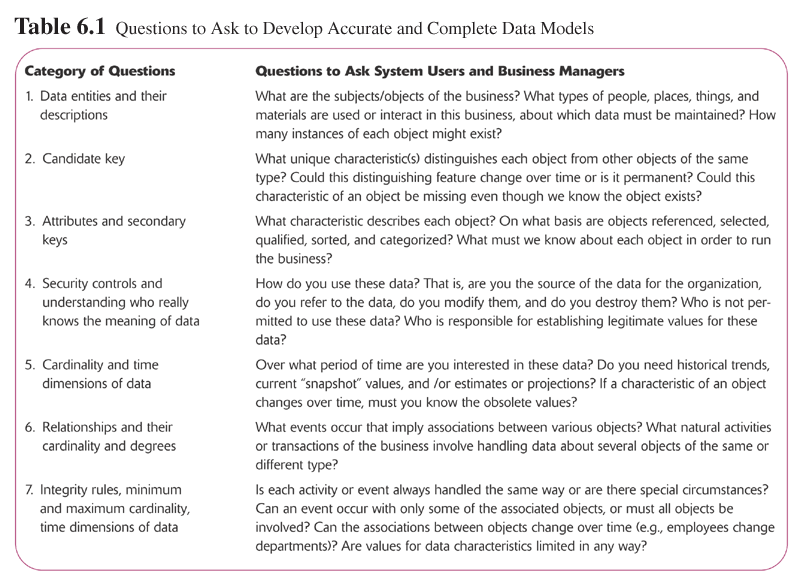 Table 6.1 Questions to Ask to Develop Accurate and Complete Data Models
Category of Questions
Questions to Ask System Users and Business Managers
1. Data entities and their
descriptions
What are the subjects/objects of the business? What types of people, places, things, and
materials are used or interact in this business, about which data must be maintained? How
many instances of each object might exist?
2. Candidate key
What unique characteristic(s) distinguishes each object from other objects of the same
type? Could this distinguishing feature change over time or is it permanent? Could this
characteristic of an object be missing even though we know the object exists?
3. Attributes and secondary
keys
What characteristic describes each object? On what basis are objects referenced, selected,
qualified, sorted, and categorized? What must we know about each object in order to run
the business?
4. Security controls and
understanding who really
knows the meaning of data
How do you use these data? That is, are you the source of the data for the organization,
do you refer to the data, do you modify them, and do you destroy them? Who is not per-
mitted to use these data? Who is responsible for establishing legitimate values for these
data?
5. Cardinality and time
dimensions of data
Over what period of time are you interested in these data? Do you need historical trends,
current “snapshot” values, and /or estimates or projections? If a characteristic of an object
changes over time, must you know the obsolete values?
6. Relationships and their
cardinality and degrees
What events occur that imply associations between various objects? What natural activities
or transactions of the business involve handling data about several objects of the same or
different type?
7. Integrity rules, minimum
and maximum cardinality,
time dimensions of data
Is each activity or event always handled the same way or are there special circumstances?
Can an event occur with only some of the associated objects, or must all objects be
involved? Can the associations between objects change over time (e.g., employees change
departments)? Are values for data characteristics limited in any way?